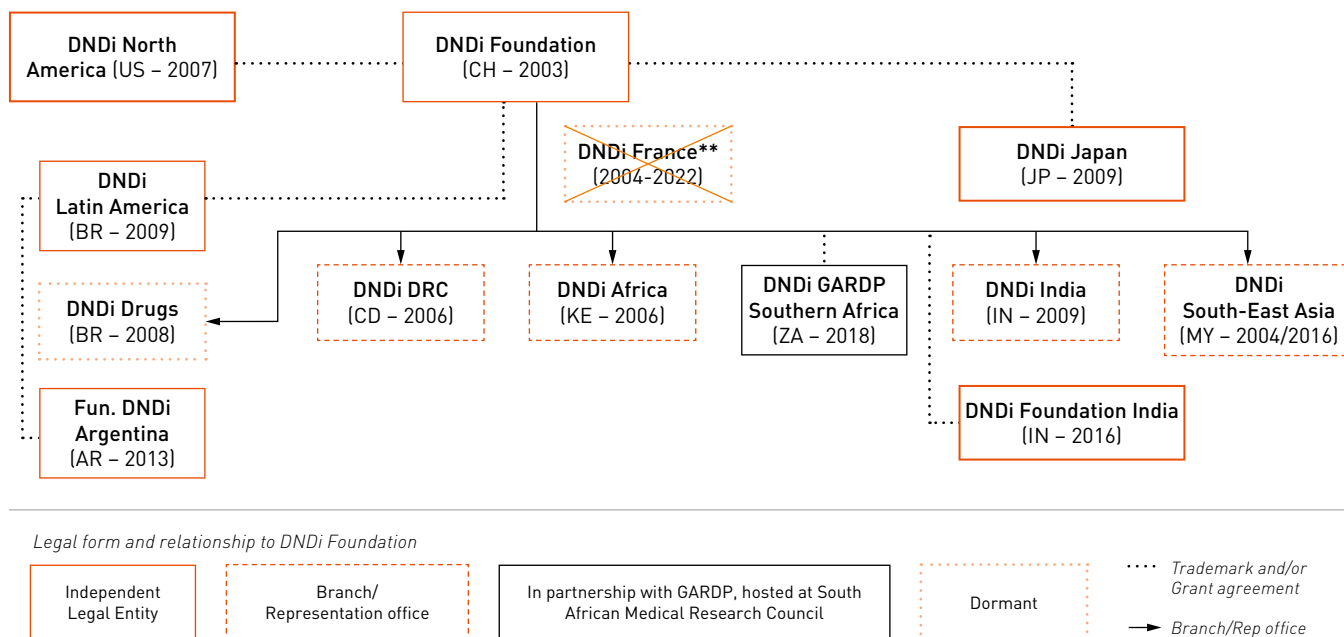 DNDi North
America (US – 2007)
DNDi Foundation
(CH – 2003)
DNDi France**
(2004-2022)
DNDi Japan
(JP – 2009)
DNDi
Latin America
(BR – 2009)
DNDi Drugs
(BR – 2008)
DNDi DRC
(CD – 2006)
DNDi Africa
(KE – 2006)
DNDi GARDP
Southern Africa
(ZA – 2018)
DNDi India
(IN – 2009)
DNDi
South-East Asia
(MY – 2004/2016)
Fun. DNDi
Argentina
(AR – 2013)
DNDi Foundation India
(IN – 2016)
Legal form and relationship to DNDi Foundation
Independent
Legal Entity
Branch/
Representation office
In partnership with GARDP, hosted at South
African Medical Research Council
Dormant
Trademark and/or
Grant agreement
Branch/Rep office